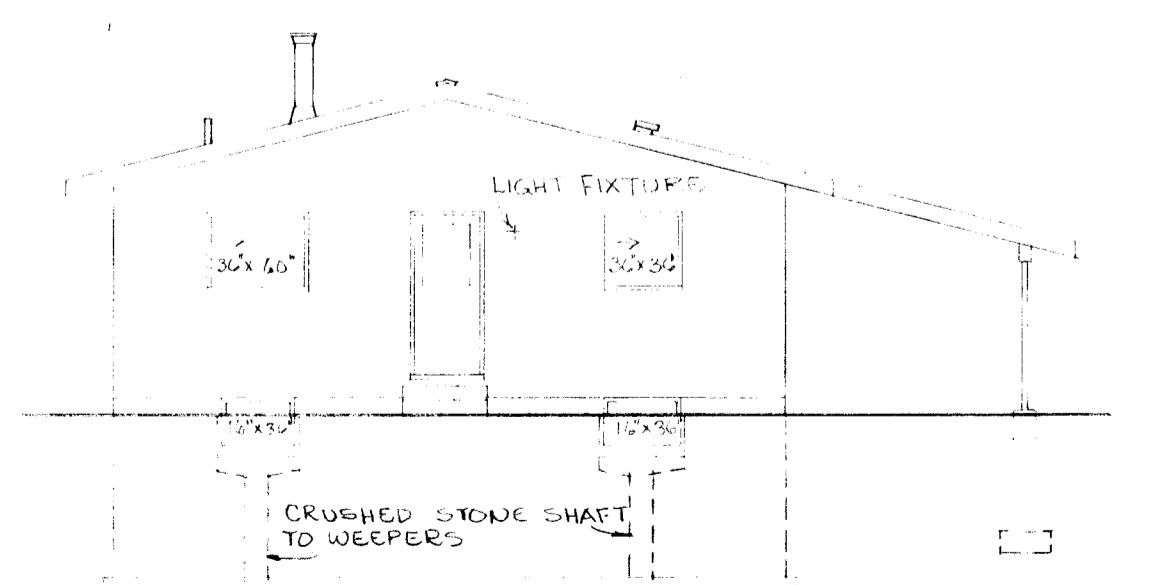 LIGHT FIXTURE
36"x 60"
36"x36"
16"x36"
16"x36"
CRUSHED STONE SHAFT
TO WEEPERS